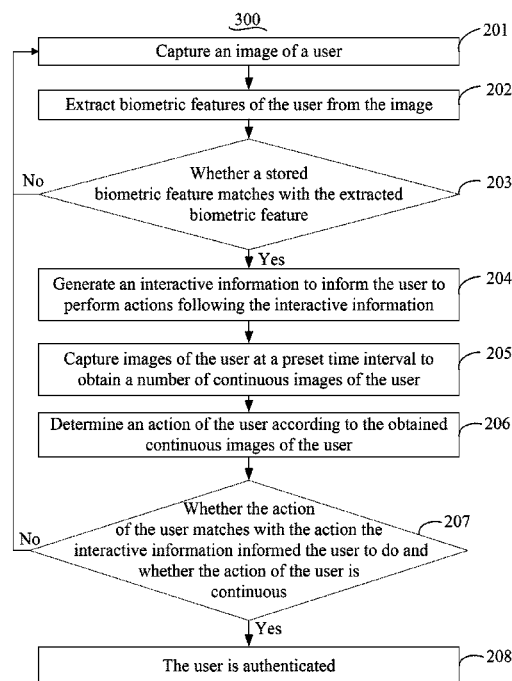 300
Capture an image of a user
201
Extract biometric features of the user from the image
202
Whether a stored
biometric feature matches with the extracted
biometric feature
203
No
Yes
Generate an interactive information to inform the user to
perform actions following the interactive information
204
Capture images of the user at a preset time interval to
obtain a number of continuous images of the user
205
Determine an action of the user according to the obtained
continuous images of the user
206
Whether the action
of the user matches with the action the
interactive information informed the user to do and
whether the action of the user is
continuous
207
No
Yes
The user is authenticated
208